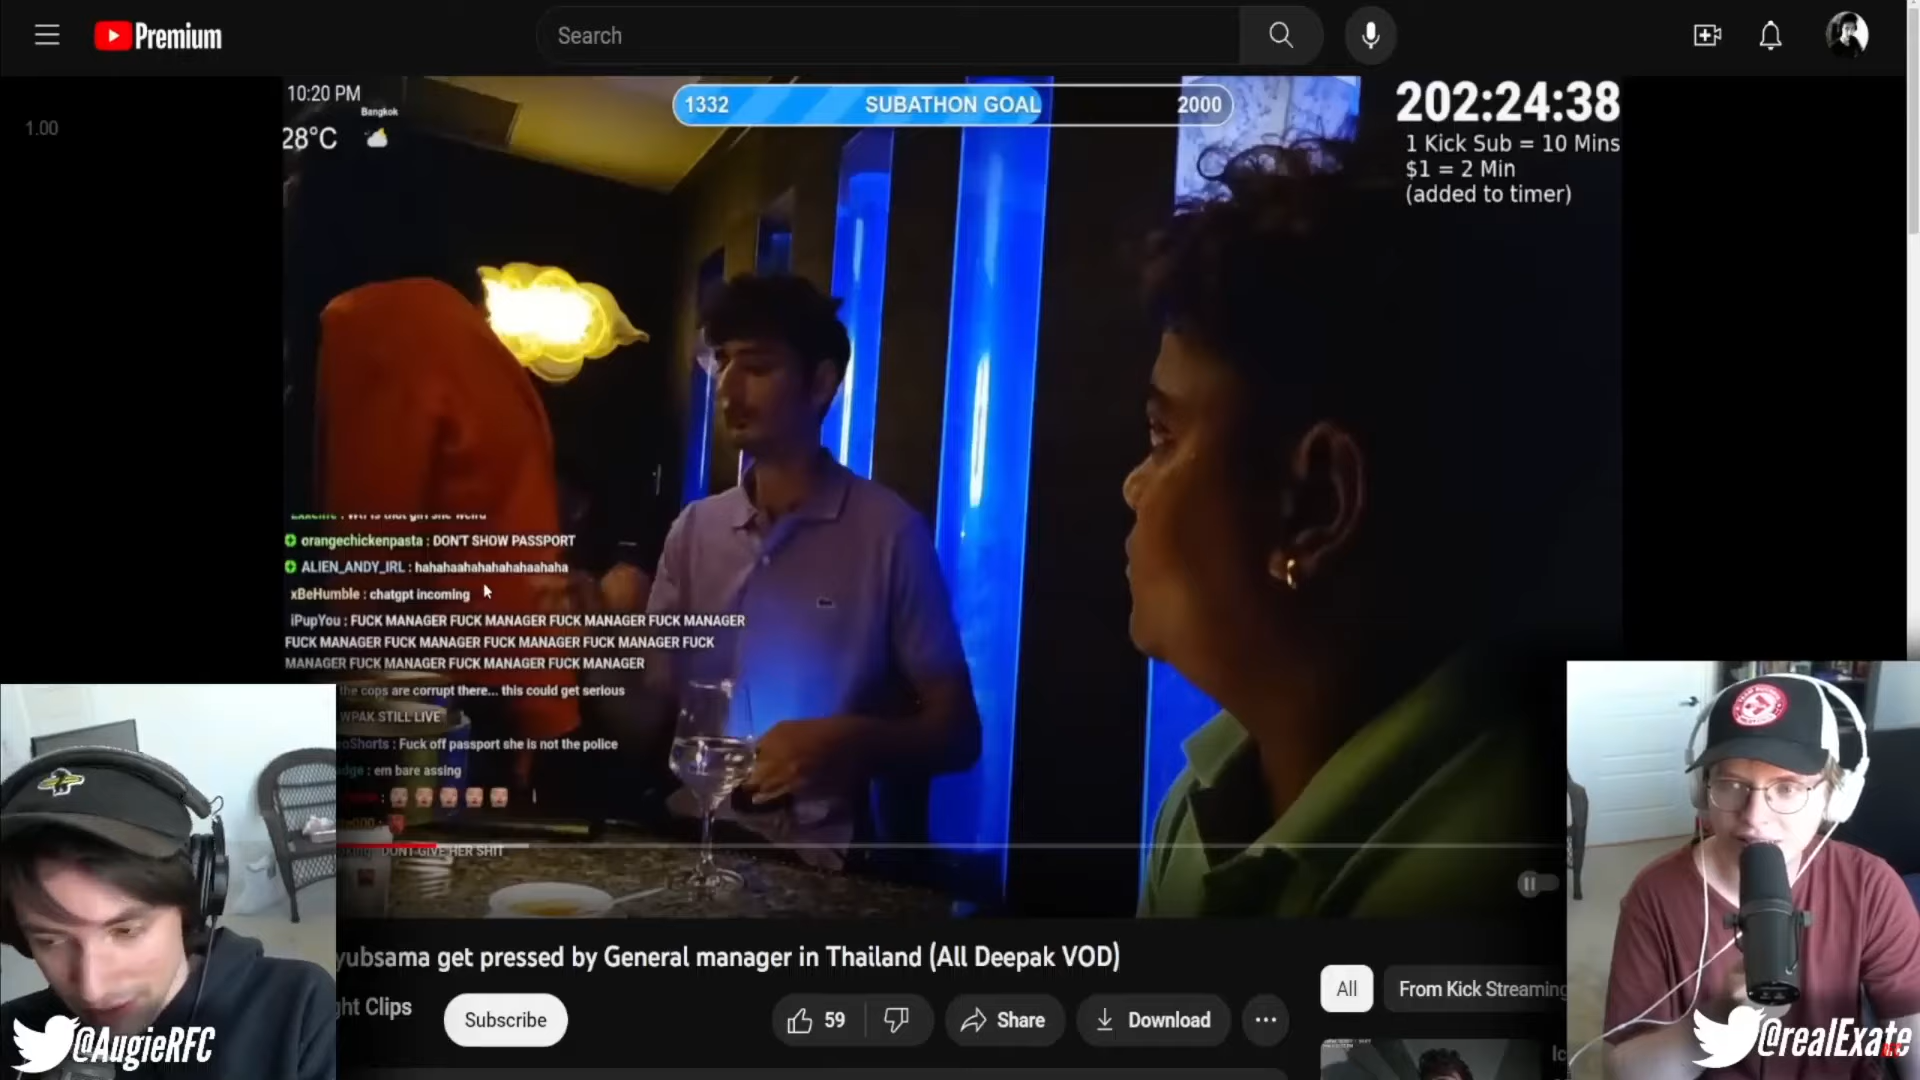 Premium
Search
1.00
10:20 PM
Bangkok
28°C
1332 SUBATHON GOAL 2000
202:24:38
1 Kick Sub = 10 Mins
$1 = 2 Min
(added to timer)
orangechickenpasta : DON'T SHOW PASSPORT
ALIEN_ANDY_IRL : hahahaahahahahahaahaha
xBeHumble : chatgpt incoming
iPupYou : FUCK MANAGER FUCK MANAGER FUCK MANAGER FUCK MANAGER
FUCK MANAGER FUCK MANAGER FUCK MANAGER FUCK MANAGER FUCK
MANAGER FUCK MANAGER FUCK MANAGER FUCK MANAGER
the cops are corrupt there... this could get serious
WPAK STILL LIVE
oShorts : Fuck off passport she is not the police
: em bare assing
DONT GIVE HER SHIT
yubsama get pressed by General manager in Thailand (All Deepak VOD)
ght Clips
Subscribe
59
Share
Download
All
From Kick Streaming
@AugieRFC
@realExate